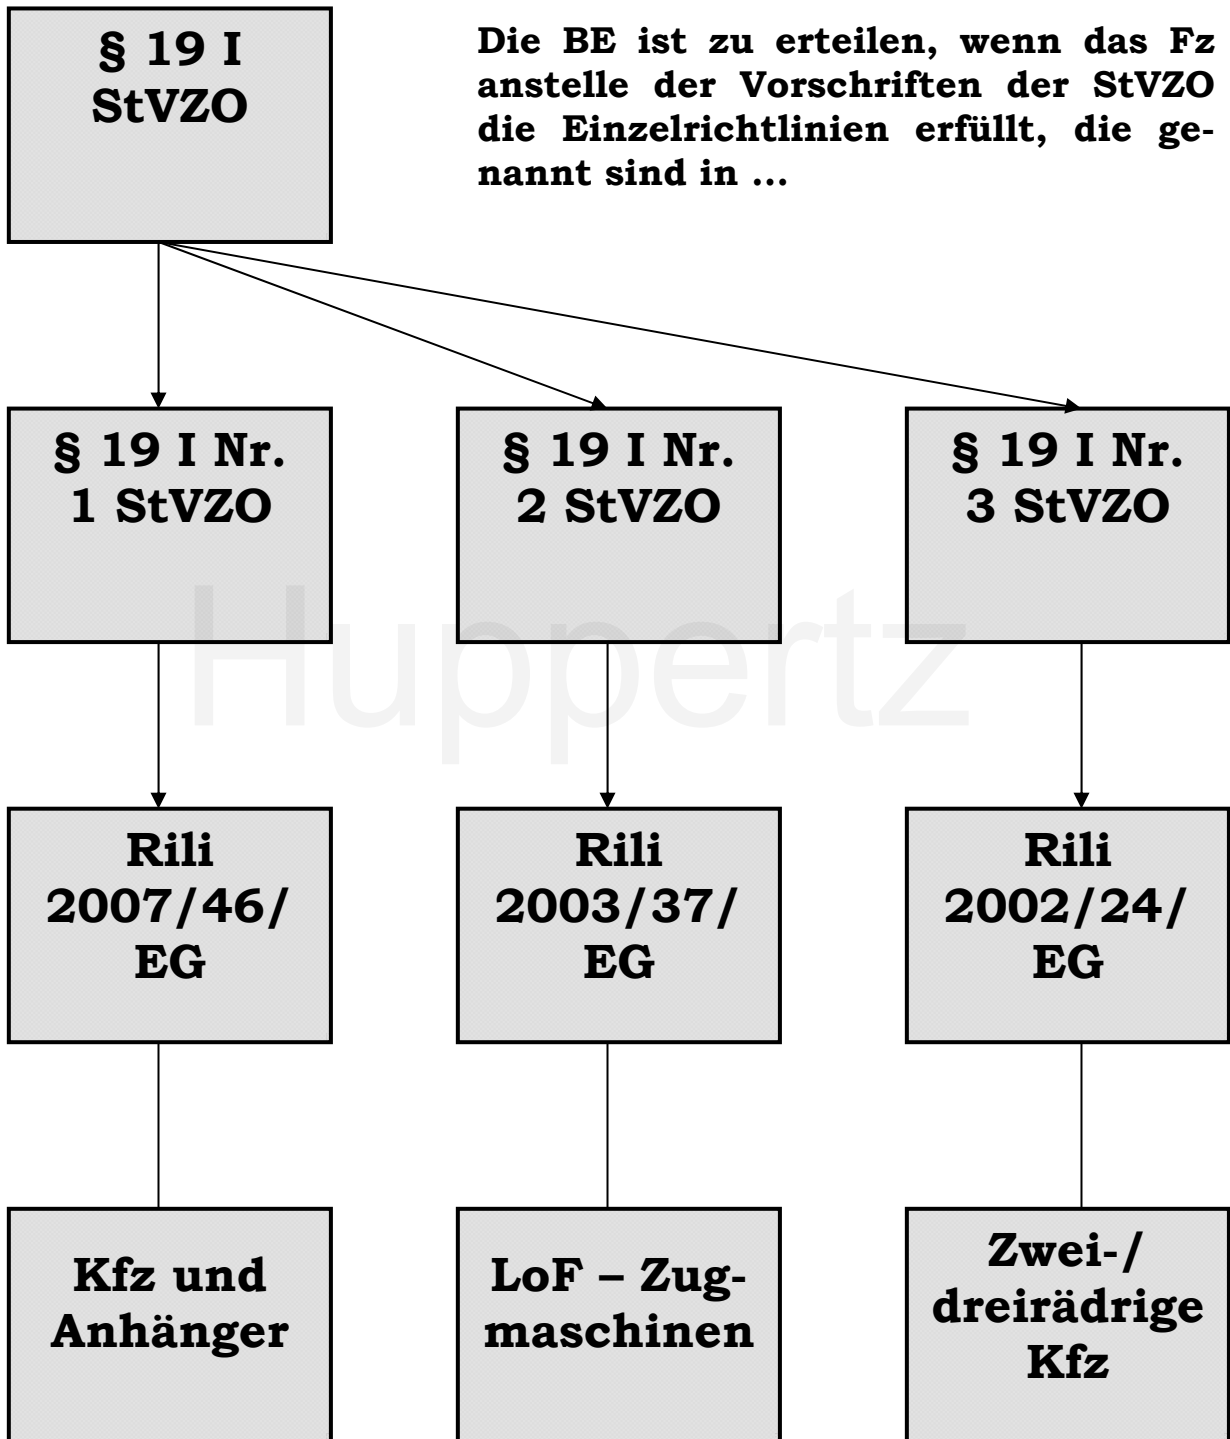 § 19 I
StVZO
Die BE ist zu erteilen, wenn das Fz
anstelle der Vorschriften der StVZO
die Einzelrichtlinien erfüllt, die ge-
nannt sind in ...
§ 19 I Nr.
1 StVZO
§ 19 I Nr.
2 StVZO
§ 19 I Nr.
3 StVZO
Huppertz
Rili
2007/46/
EG
Rili
2003/37/
EG
Rili
2002/24/
EG
Kfz und
Anhänger
LoF – Zug-
maschinen
Zwei-/
dreirädrige
Kfz